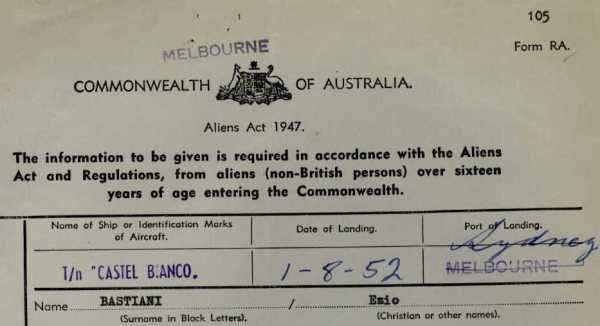 105
MELBOURNE
Form RA.
COMMONWEALTH OF AUSTRALIA.
Aliens Act 1947.
The information to be given is required in accordance with the Aliens
Act and Regulations, from aliens (non-British persons) over sixteen
years of age entering the Commonwealth.
Name of Ship or Identification Marks
of Aircraft.
Date of Landing.
Port of Landing.
Sydney
T/n "CASTEL B.ANCO.
1-8-52
MELBOURNE
Name BASTIANI / Emio
(Surname in Block Letters). (Christian or other names).